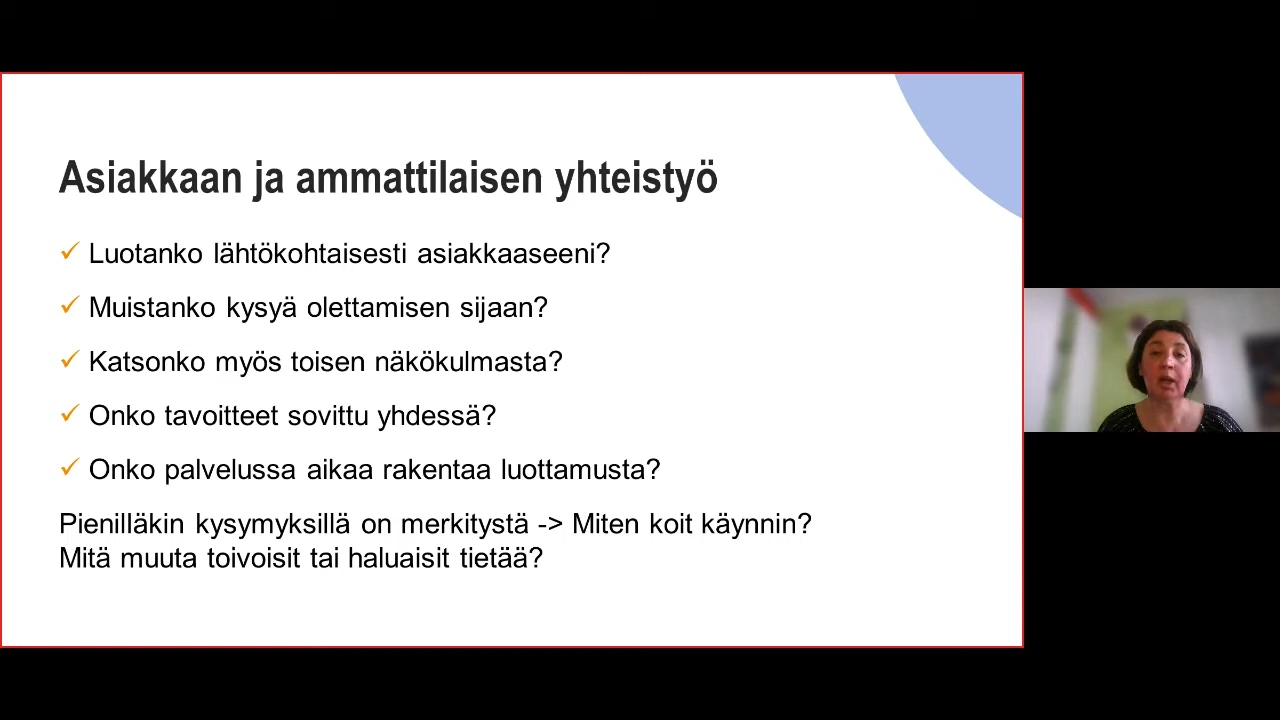 Asiakkaan ja ammattilaisen yhteistyö
✓ Luotanko lähtökohtaisesti asiakkaaseeni?
✓ Muistanko kysyä olettamisen sijaan?
✓ Katsonko myös toisen näkökulmasta?
✓ Onko tavoitteet sovittu yhdessä?
✓ Onko palvelussa aikaa rakentaa luottamusta?
Pienilläkin kysymyksillä on merkitystä -> Miten koit käynnin?
Mitä muuta toivoisit tai haluaisit tietää?